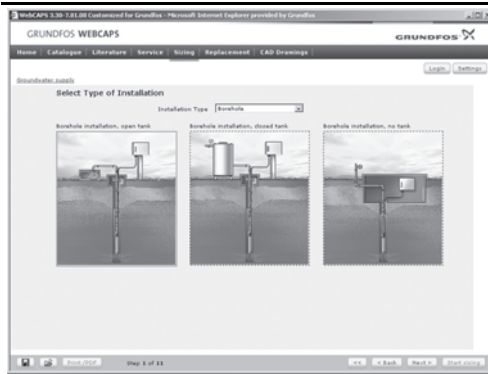 WebCAPS 3.30-7.01.08 Customized for Grundfos - Microsoft Internet Explorer provided by Grundfos
GRUNDFOS WEBCAPS
GRUNDFOS
Home Catalogue Literature Service Sizing Replacement CAD Drawings
Login Settings
Groundwater supply
Select Type of Installation
Installation Type Borehole
Borehole installation, open tank Borehole installation, closed tank Borehole installation, no tank
Print/PDF Step 1 of 11 << < Back Next > Start sizing